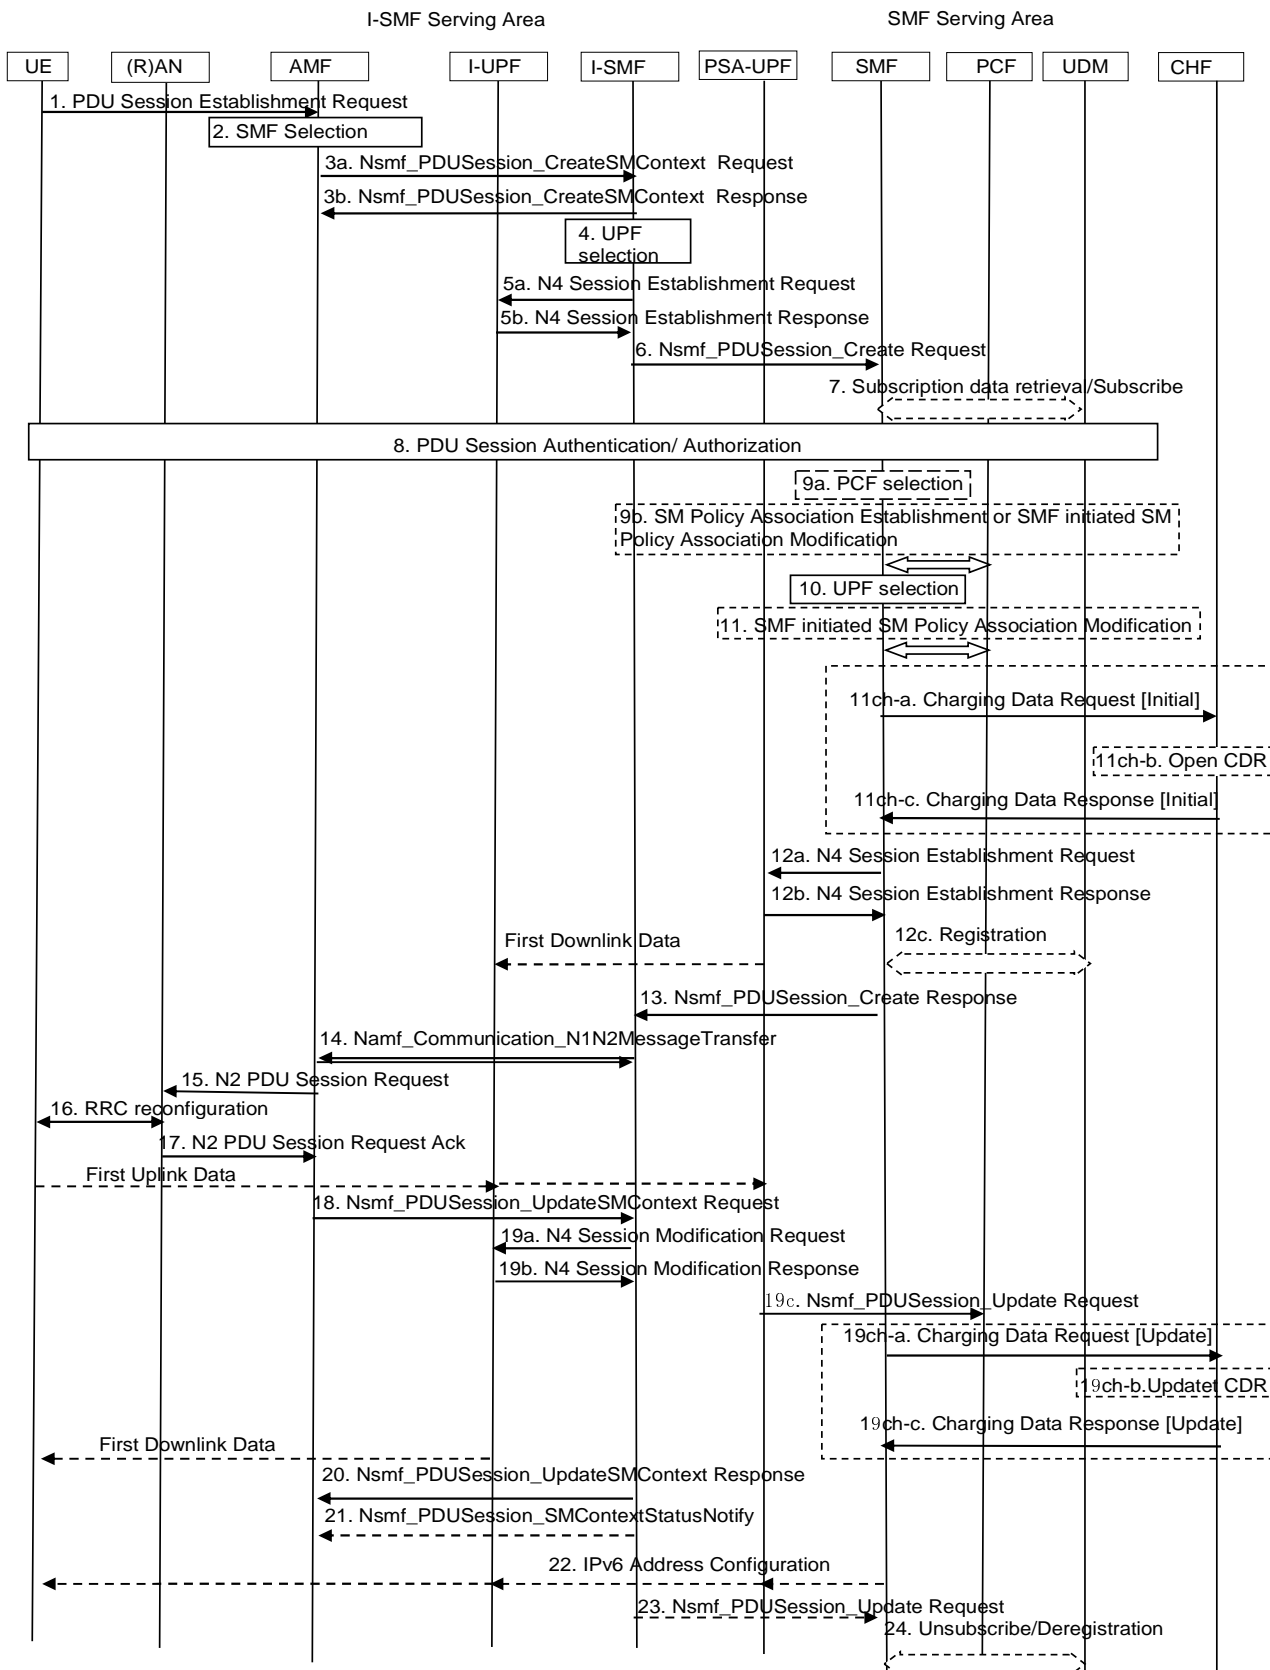 I-SMF Serving Area
SMF Serving Area
UE
(R)AN
AMF
I-UPF
I-SMF
PSA-UPF
SMF
PCF
UDM
CHF
1. PDU Session Establishment Request
2. SMF Selection
3a. Nsmf_PDUSession_CreateSMContext Request
3b. Nsmf_PDUSession_CreateSMContext Response
4. UPF
selection
5a. N4 Session Establishment Request
5b. N4 Session Establishment Response
6. Nsmf_PDUSession_Create Request
7. Subscription data retrieval/Subscribe
8. PDU Session Authentication/ Authorization
9a. PCF selection
9b. SM Policy Association Establishment or SMF initiated SM
Policy Association Modification
10. UPF selection
11. SMF initiated SM Policy Association Modification
11ch-a. Charging Data Request [Initial]
11ch-b. Open CDR
11ch-c. Charging Data Response [Initial]
12a. N4 Session Establishment Request
12b. N4 Session Establishment Response
12c. Registration
First Downlink Data
13. Nsmf_PDUSession_Create Response
14. Namf_Communication_N1N2MessageTransfer
15. N2 PDU Session Request
16. RRC reconfiguration
17. N2 PDU Session Request Ack
First Uplink Data
18. Nsmf_PDUSession_UpdateSMContext Request
19a. N4 Session Modification Request
19b. N4 Session Modification Response
19c. Nsmf_PDUSession_Update Request
19ch-a. Charging Data Request [Update]
19ch-b.Updatet CDR
19ch-c. Charging Data Response [Update]
First Downlink Data
20. Nsmf_PDUSession_UpdateSMContext Response
21. Nsmf_PDUSession_SMContextStatusNotify
22. IPv6 Address Configuration
23. Nsmf_PDUSession_Update Request
24. Unsubscribe/Deregistration